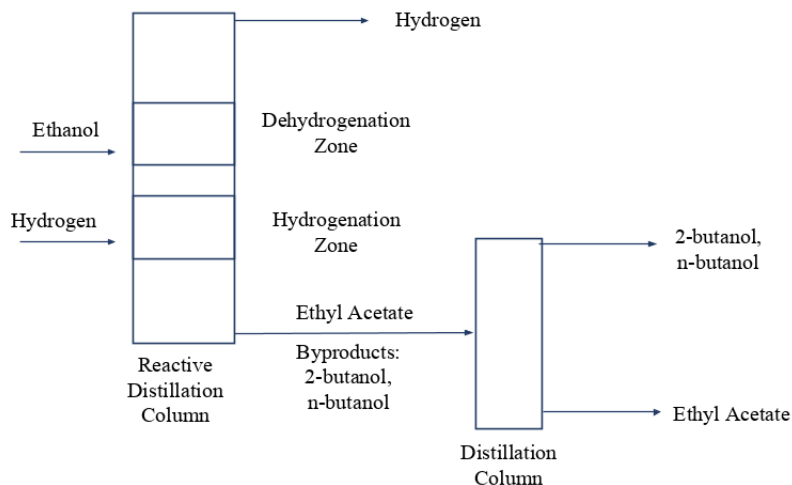 Hydrogen
Ethanol
Dehydrogenation
Zone
Hydrogen
Hydrogenation
Zone
2-butanol,
n-butanol
Ethyl Acetate
Byproducts:
2-butanol,
n-butanol
Reactive
Distillation
Column
Ethyl Acetate
Distillation
Column